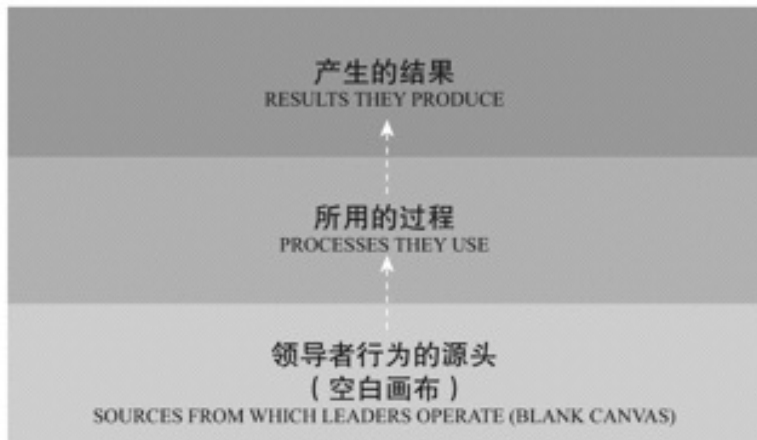 产生的结果
RESULTS THEY PRODUCE
所用的过程
PROCESSES THEY USE
领导者行为的源头
（空白画布）
SOURCES FROM WHICH LEADERS OPERATE (BLANK CANVAS)